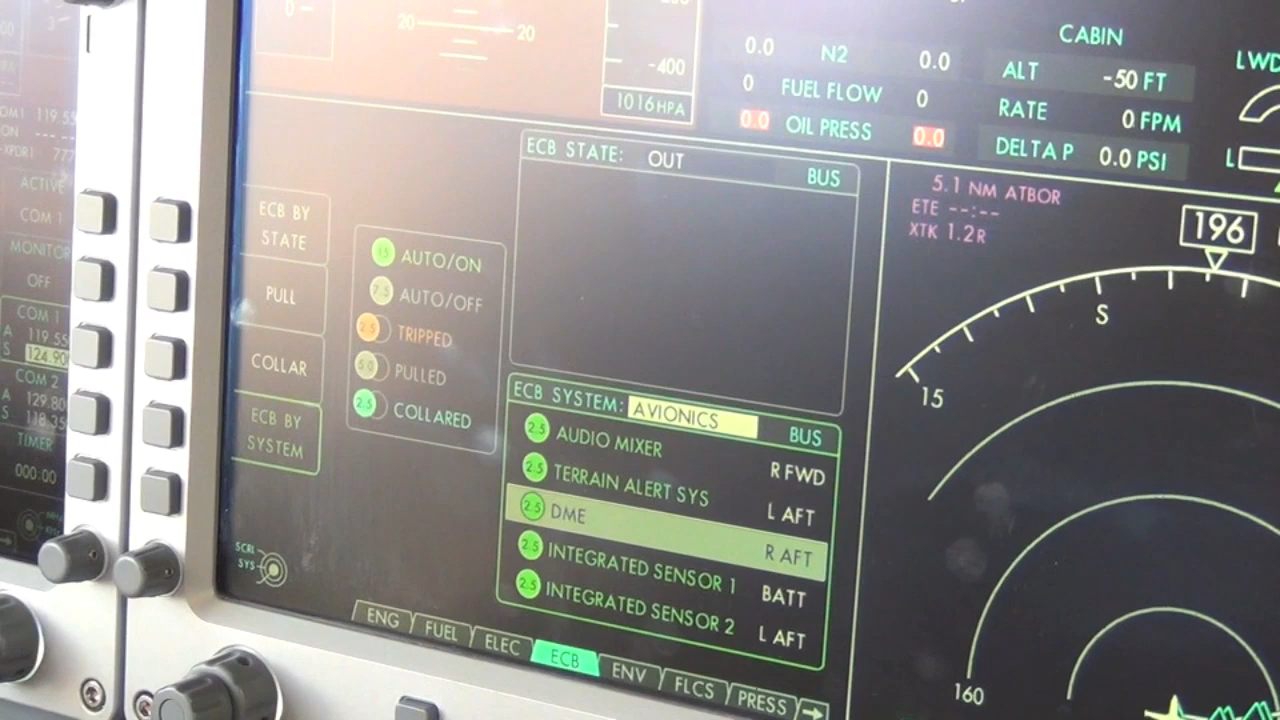 0
20
20
-400
1016HPA
0.0 N2 0.0
0 FUEL FLOW 0
0.0 OIL PRESS 0.0
CABIN
ALT -50 FT
RATE 0 FPM
DELTA P 0.0 PSI
LWD
L
119.55
XPDR1 777
ACTIVE
COM 1
MONITOR
OFF
COM 1
A 119.55
S 124.90
COM 2
A 129.80
S 118.35
TIMER
000:00
ECB BY
STATE
PULL
COLLAR
ECB BY
SYSTEM
15 AUTO/ON
7.5 AUTO/OFF
2.5 TRIPPED
5.0 PULLED
2.5 COLLARED
SCRL
SYS
ECB STATE: OUT BUS
ECB SYSTEM: AVIONICS BUS
2.5 AUDIO MIXER R FWD
2.5 TERRAIN ALERT SYS L AFT
2.5 DME R AFT
2.5 INTEGRATED SENSOR 1 BATT
2.5 INTEGRATED SENSOR 2 L AFT
ENG FUEL ELEC ECB ENV FLCS PRESS
5.1 NM ATBOR
ETE --:--
XTK 1.2R
196
S
15
160